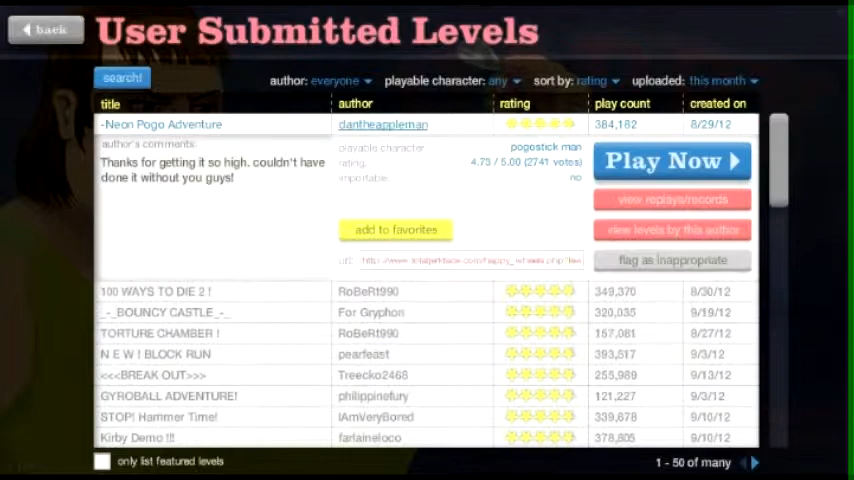 back
User Submitted Levels
search!
author: everyone playable character: any sort by: rating uploaded: this month
title author rating play count created on
-Neon Pogo Adventure dantheappleman 384,182 8/29/12
author's comments:
Thanks for getting it so high. couldn't have
done it without you guys!
playable character pogostick man
rating: 4.73 / 5.00 (2741 votes)
importable: no
Play Now
view replays/records
add to favorites
view levels by this author
url:
flag as inappropriate
100 WAYS TO DIE 2 ! RoBeRt990 349,370 8/30/12
_-_BOUNCY CASTLE_-_ For Gryphon 320,035 9/19/12
TORTURE CHAMBER ! RoBeRt990 157,081 8/27/12
N E W ! BLOCK RUN pearfeast 393,517 9/3/12
<<<BREAK OUT>>> Treecko2468 255,989 9/13/12
GYROBALL ADVENTURE! philippinefury 121,227 9/3/12
STOP! Hammer Time! IAmVeryBored 339,678 9/10/12
Kirby Demo !!! farlaineloco 378,805 9/10/12
only list featured levels
1 - 50 of many